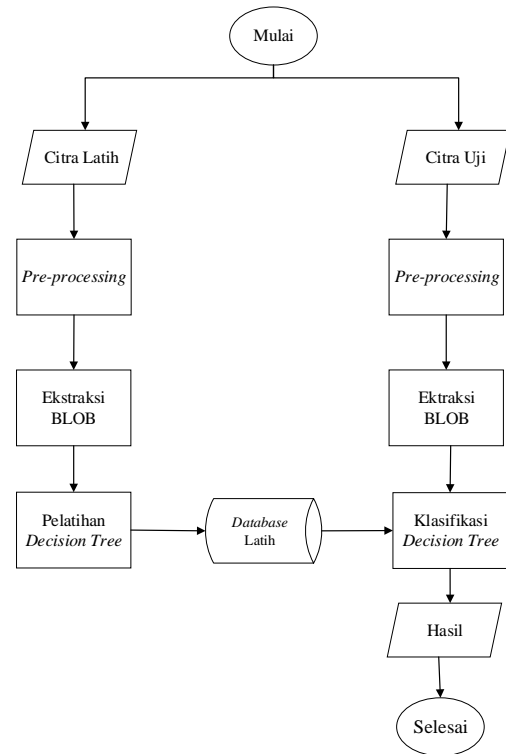 Mulai
Citra Latih
Citra Uji
Pre-processing
Pre-processing
Ekstraksi
BLOB
Ektraksi
BLOB
Pelatihan
Decision Tree
Database
Latih
Klasifikasi
Decision Tree
Hasil
Selesai